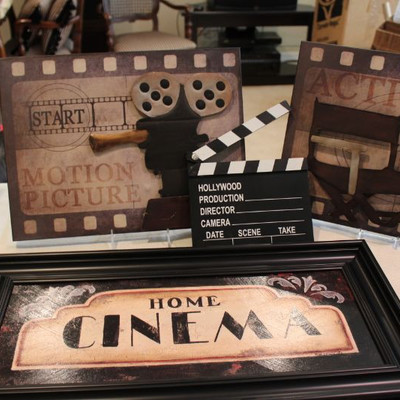 START
MOTION
PICTURE
ACTI
HOLLYWOOD
PRODUCTION
DIRECTOR
CAMERA
DATE SCENE TAKE
HOME
CINEMA